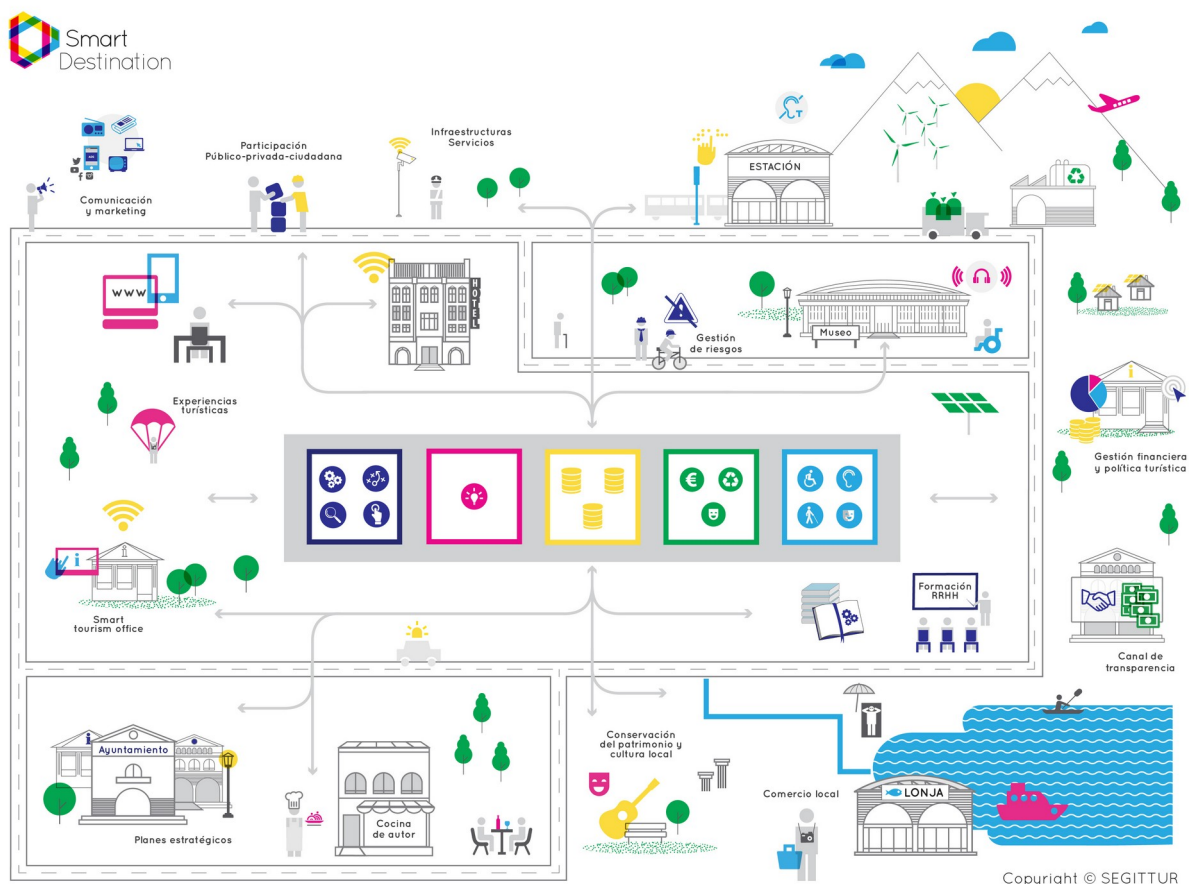 Smart
Destination
Comunicación
y marketing
Participación
Público-privada-ciudadana
Infraestructuras
Servicios
ESTACIÓN
WWW
HOTEL
Gestión
de riesgos
Museo
Experiencias
turísticas
Gestión financiera
y política turística
Smart
tourism office
Formación
RRHH
Canal de
transparencia
Ayuntamiento
Planes estratégicos
Cocina
de autor
Conservación
del patrimonio y
cultura local
Comercio local
LONJA
Copyright © SEGITTUR